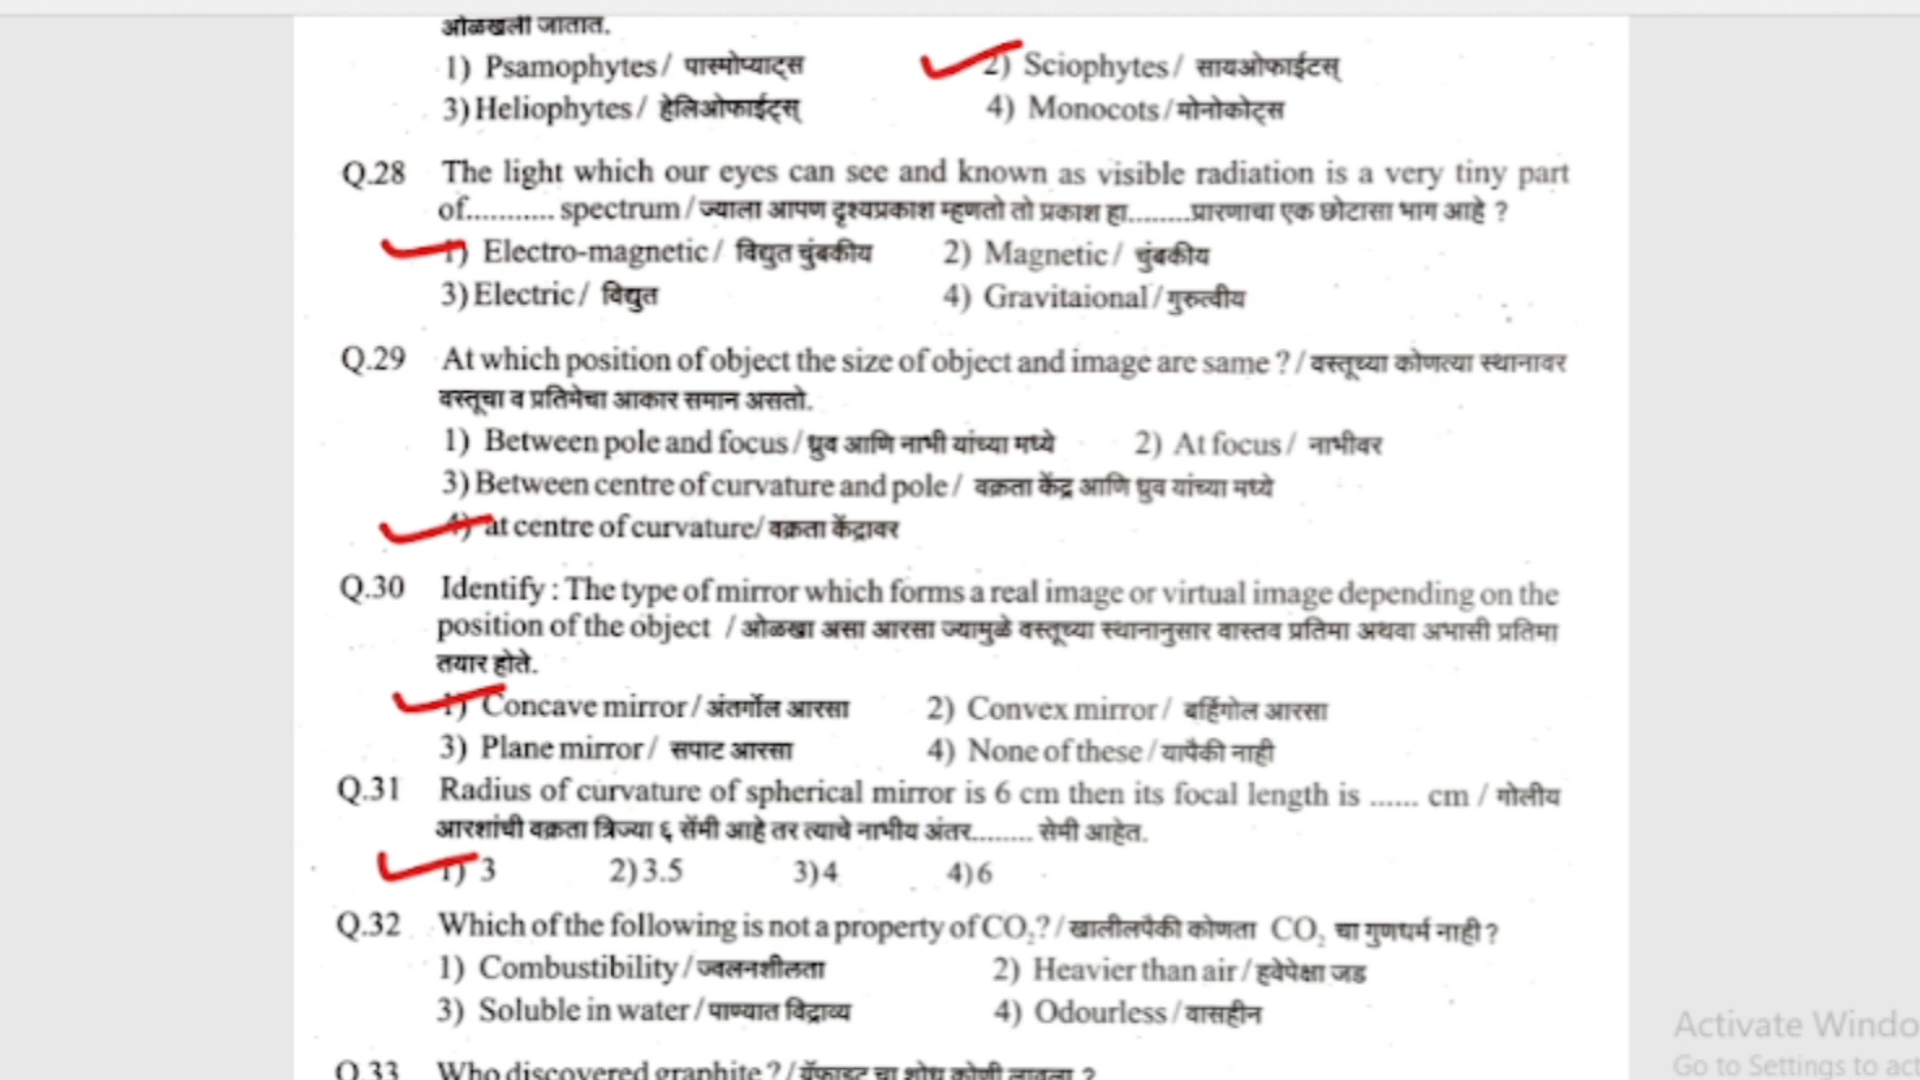 ओळखली जातात.
1) Psamophytes / पास्मोप्याट्स 2) Sciophytes / सायओफाईटस्
3) Heliophytes / हेलिओफाईट्स् 4) Monocots / मोनोकोट्स
Q.28 The light which our eyes can see and known as visible radiation is a very tiny part
of........... spectrum / ज्याला आपण दृश्यप्रकाश म्हणतो तो प्रकाश हा........प्रारणाचा एक छोटासा भाग आहे ?
1) Electro-magnetic / विद्युत चुंबकीय 2) Magnetic / चुंबकीय
3) Electric / विद्युत 4) Gravitaional / गुरुत्वीय
Q.29 At which position of object the size of object and image are same ? / वस्तूच्या कोणत्या स्थानावर
वस्तूचा व प्रतिमेचा आकार समान असतो.
1) Between pole and focus / ध्रुव आणि नाभी यांच्या मध्ये 2) At focus / नाभीवर
3) Between centre of curvature and pole / वक्रता केंद्र आणि ध्रुव यांच्या मध्ये
4) at centre of curvature/ वक्रता केंद्रावर
Q.30 Identify : The type of mirror which forms a real image or virtual image depending on the
position of the object / ओळखा असा आरसा ज्यामुळे वस्तूच्या स्थानानुसार वास्तव प्रतिमा अथवा अभासी प्रतिमा
तयार होते.
1) Concave mirror / अंतर्गोल आरसा 2) Convex mirror / बर्हिगोल आरसा
3) Plane mirror / सपाट आरसा 4) None of these / यापैकी नाही
Q.31 Radius of curvature of spherical mirror is 6 cm then its focal length is ...... cm / गोलीय
आरशांची वक्रता त्रिज्या ६ सेंमी आहे तर त्याचे नाभीय अंतर........ सेमी आहेत.
1) 3 2) 3.5 3) 4 4) 6
Q.32 Which of the following is not a property of CO₂? / खालीलपैकी कोणता CO₂ चा गुणधर्म नाही ?
1) Combustibility / ज्वलनशीलता 2) Heavier than air / हवेपेक्षा जड
3) Soluble in water / पाण्यात विद्राव्य 4) Odourless / वासहीन
Q.33 Who discovered graphite ? / ग्रॅफाइट चा शोध कोणी लावला ?
Activate Windo
Go to Settings to act